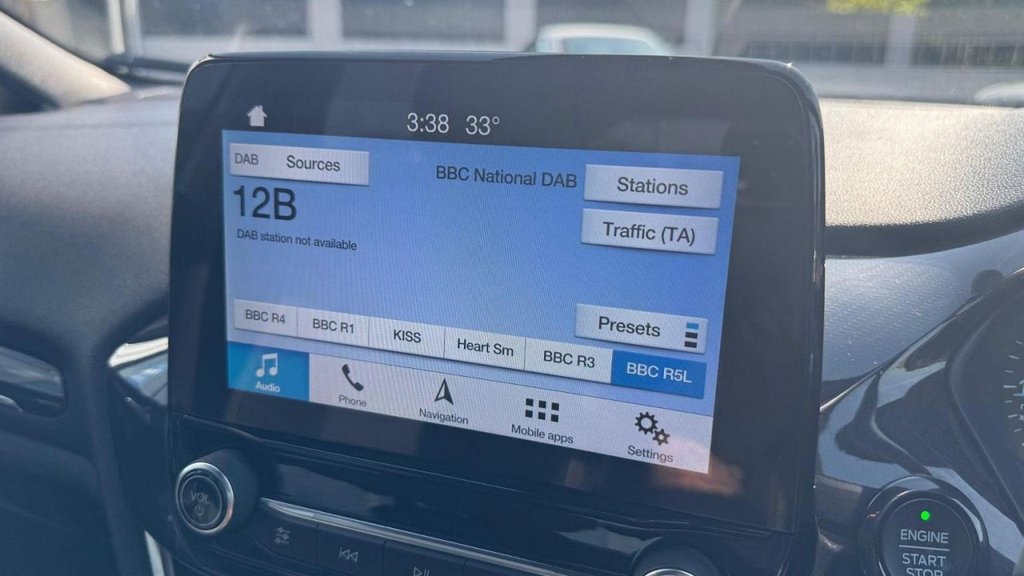 3:38 33°
DAB Sources
BBC National DAB
Stations
12B
DAB station not available
Traffic (TA)
Presets
BBC R4 BBC R1 KISS Heart Sm BBC R3 BBC R5L
Audio Phone Navigation Mobile apps Settings
VOL
ENGINE
START
STOP